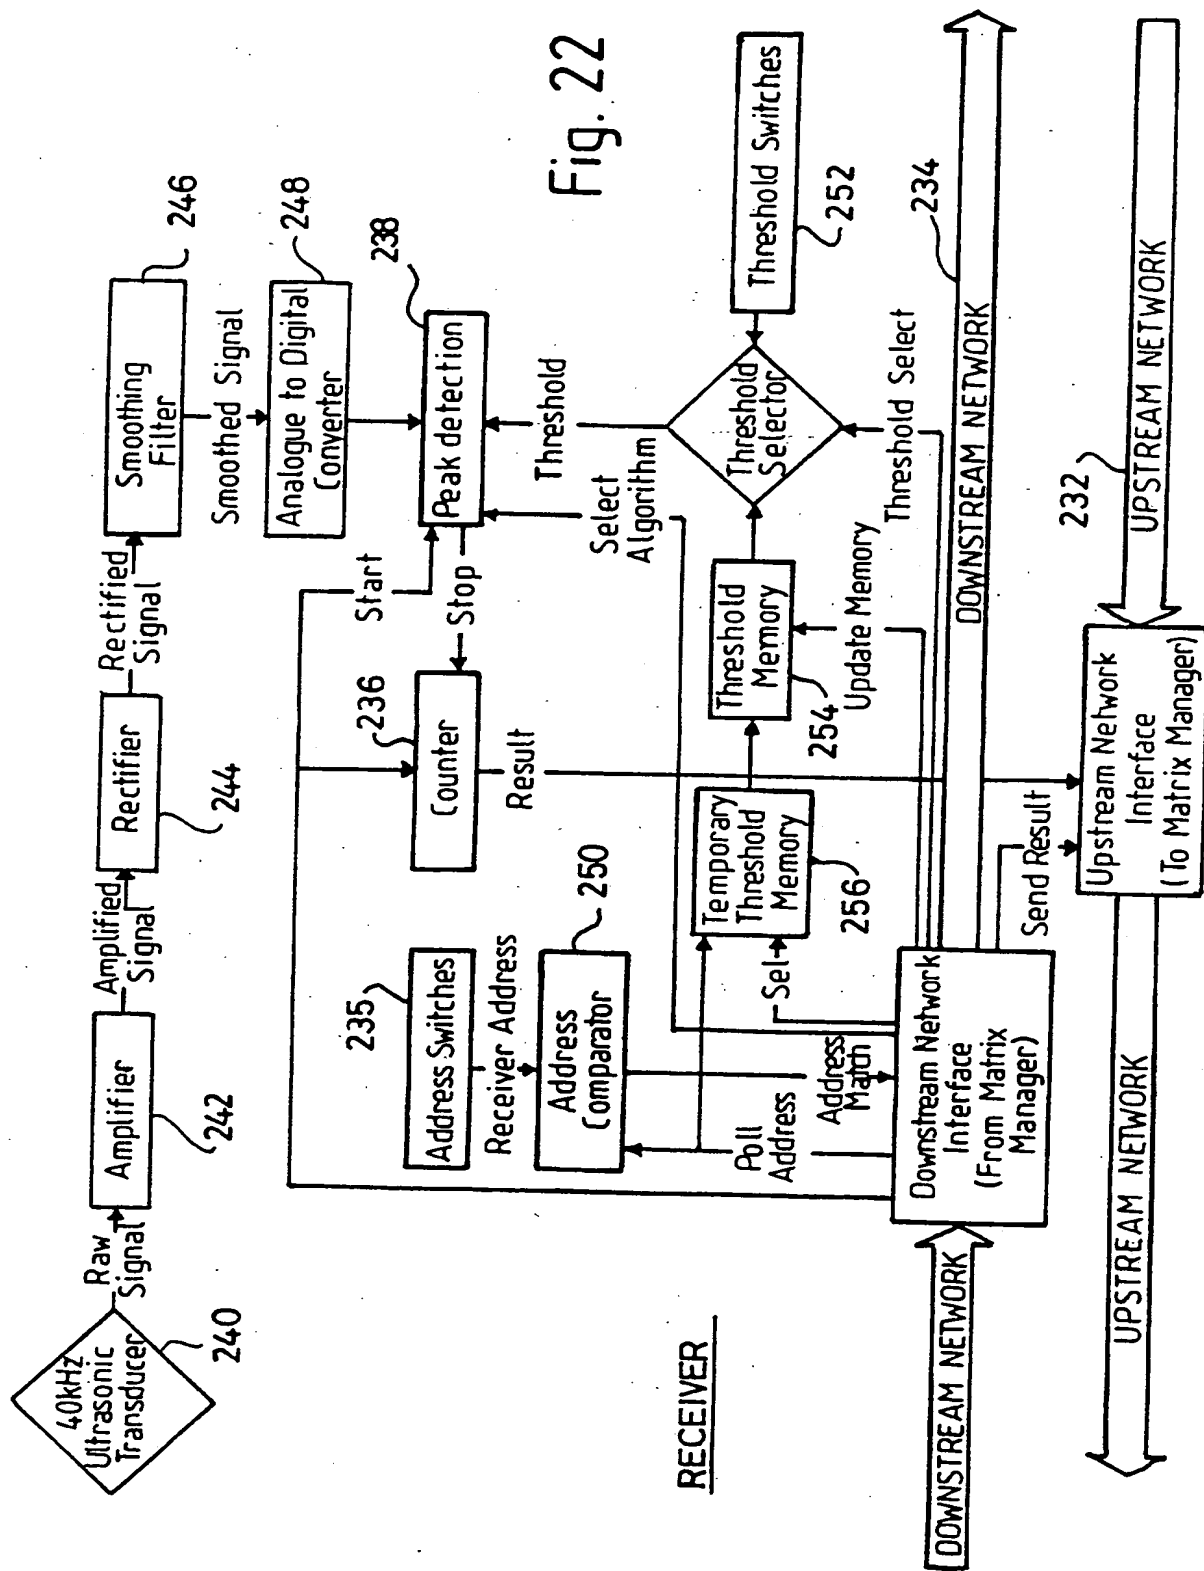 40kHz
Ultrasonic
Transducer
240
Raw
Signal
Amplifier
242
Amplified
Signal
Rectifier
244
Rectified
Signal
Smoothing
Filter
246
Smoothed Signal
Analogue to Digital
Converter
248
Start
Peak detection
238
Stop
Counter
236
Result
Select
Algorithm
Threshold
Fig. 22
Address Switches
235
Receiver Address
Address
Comparator
250
Temporary
Threshold
Memory
256
Threshold
Memory
254
Threshold
Selector
Threshold Switches
252
Poll
Address
Address
Match
Sel
Update Memory
Threshold Select
RECEIVER
DOWNSTREAM NETWORK
Downstream Network
Interface
(From Matrix
Manager)
DOWNSTREAM NETWORK
234
Send Result
UPSTREAM NETWORK
Upstream Network
Interface
(To Matrix Manager)
UPSTREAM NETWORK
232